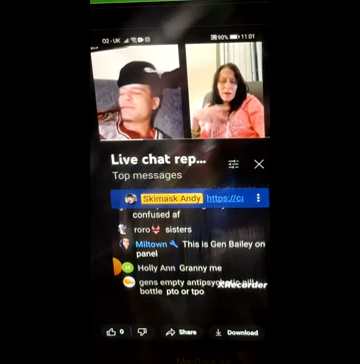 O2-UK
90% 11:01
Live chat rep...
Top messages
Skimask Andy https://c
confused af
roro sisters
Miltown This is Gen Bailey on
panel
Holly Ann Granny me
gens empty antipsychotic pill
bottle pto or tpo
XRecorder
0 Share Download